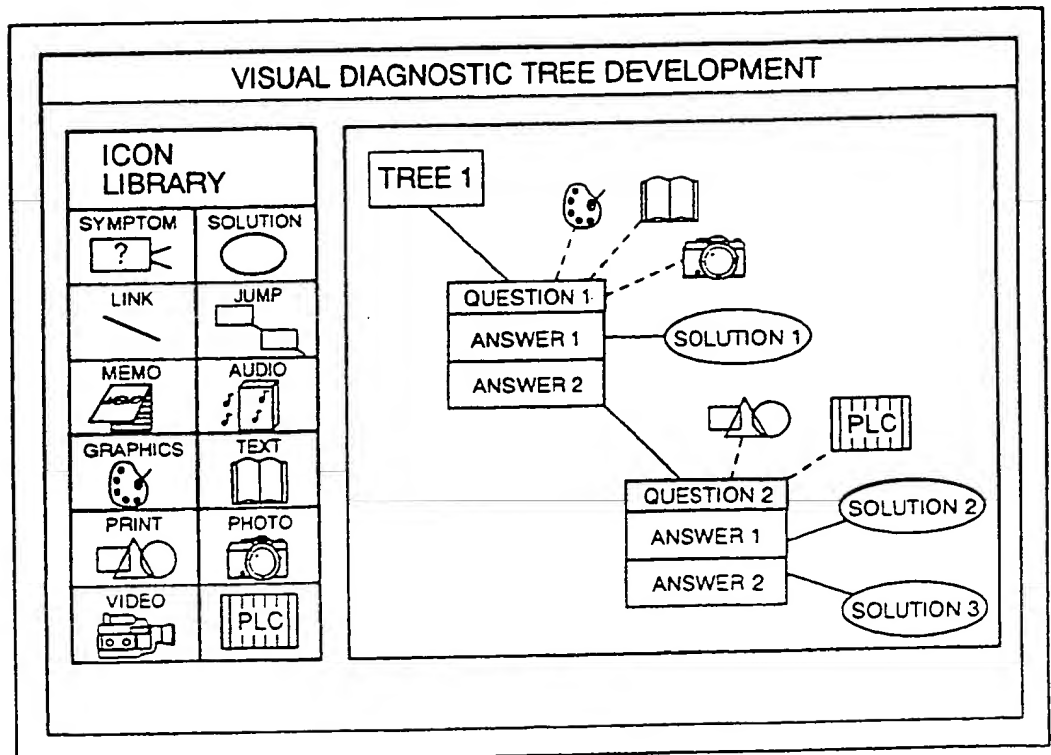 VISUAL DIAGNOSTIC TREE DEVELOPMENT
ICON
LIBRARY
SYMPTOM
SOLUTION
?
LINK
JUMP
MEMO
AUDIO
GRAPHICS
TEXT
PRINT
PHOTO
VIDEO
PLC
TREE 1
QUESTION 1
ANSWER 1
SOLUTION 1
ANSWER 2
PLC
QUESTION 2
ANSWER 1
SOLUTION 2
ANSWER 2
SOLUTION 3